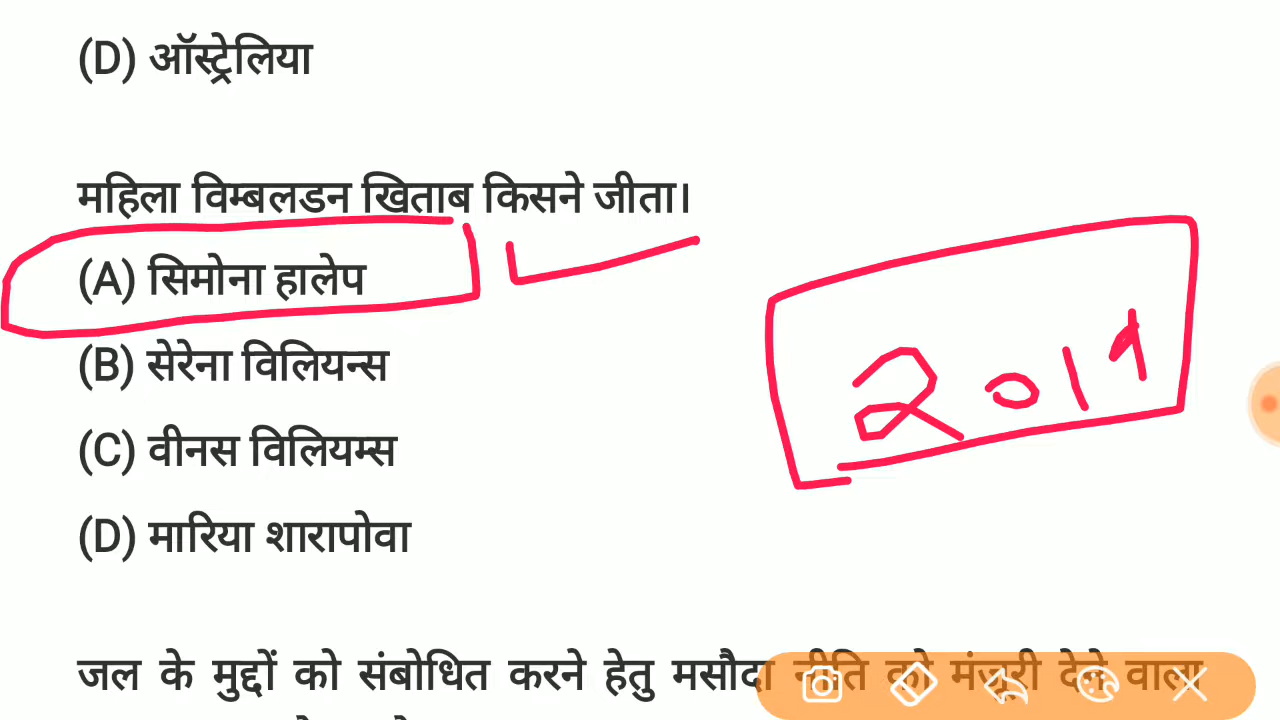 (D) ऑस्ट्रेलिया
महिला विम्बलडन खिताब किसने जीता।
(A) सिमोना हालेप
2019
(B) सेरेना विलियन्स
(C) वीनस विलियम्स
(D) मारिया शारापोवा
जल के मुद्दों को संबोधित करने हेतु मसौदा नीति को मंजूरी देने वाला